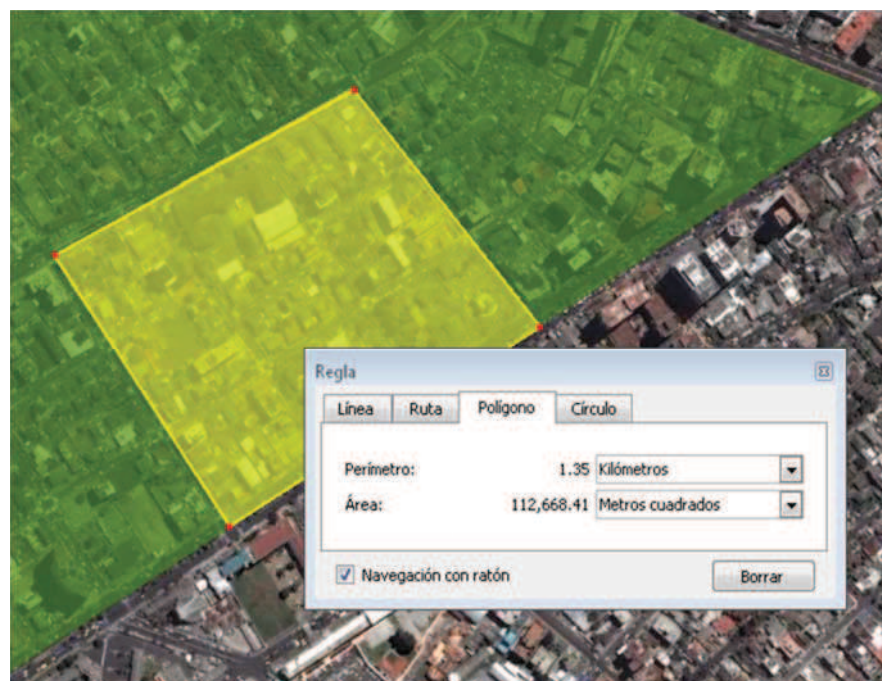 Regla
Línea Ruta Polígono Círculo
Perímetro: 1.35 Kilómetros
Área: 112,668.41 Metros cuadrados
Navegación con ratón Borrar